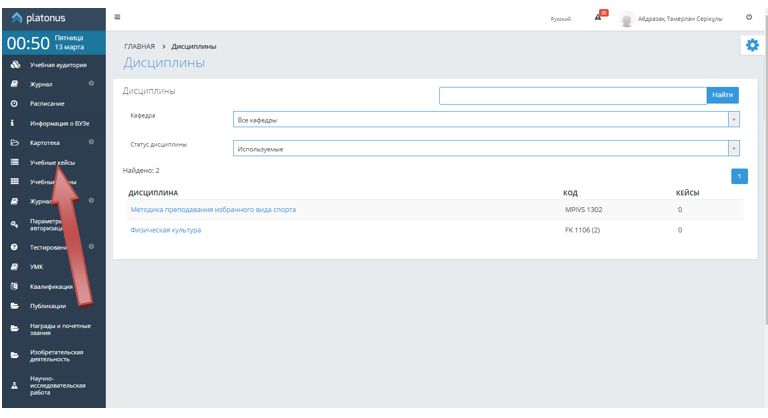 platonus
00:50 Пятница
13 марта
Русский
25
Абдразак Тамерлан Серікулы
Учебная аудитория
Журнал
Расписание
Информация о ВУЗе
Картотека
Учебные кейсы
Учебные
Журнал
Параметры
авторизации
Тестирование
УМК
Квалификация
Публикации
Награды и почетные
звания
Изобретательская
деятельность
Научно-
исследовательская
работа
ГЛАВНАЯ > Дисциплины
Дисциплины
Дисциплины
Найти
Кафедра
Все кафедры
Статус дисциплины
Используемые
Найдено: 2
1
ДИСЦИПЛИНА КОД КЕЙСЫ
Методика преподавания избранного вида спорта MPIVS 1302 0
Физическая культура FK 1106 (2) 0